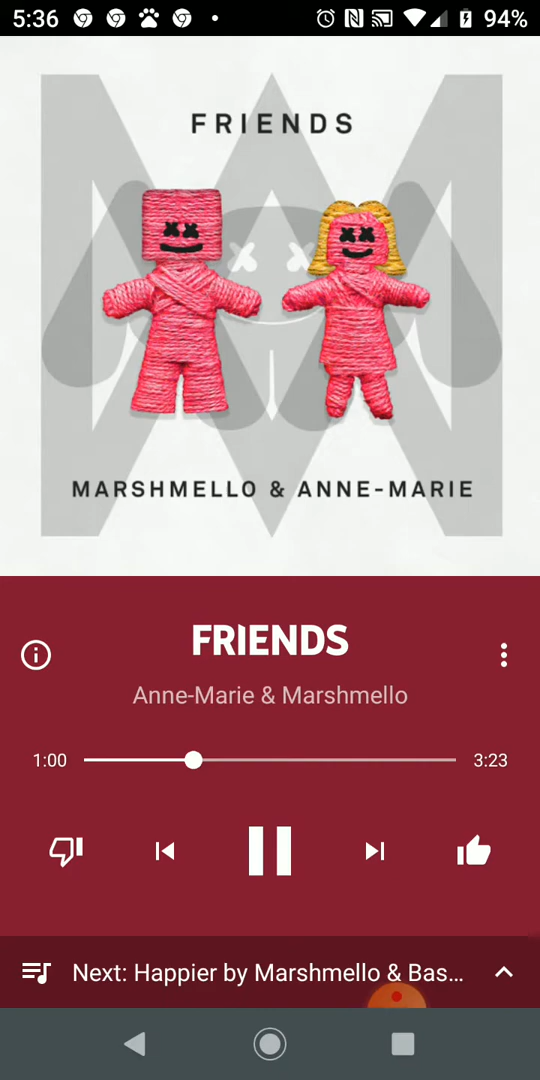 5:36
94%
FRIENDS
MARSHMELLO & ANNE-MARIE
FRIENDS
Anne-Marie & Marshmello
1:00
3:23
Next: Happier by Marshmello & Bas...